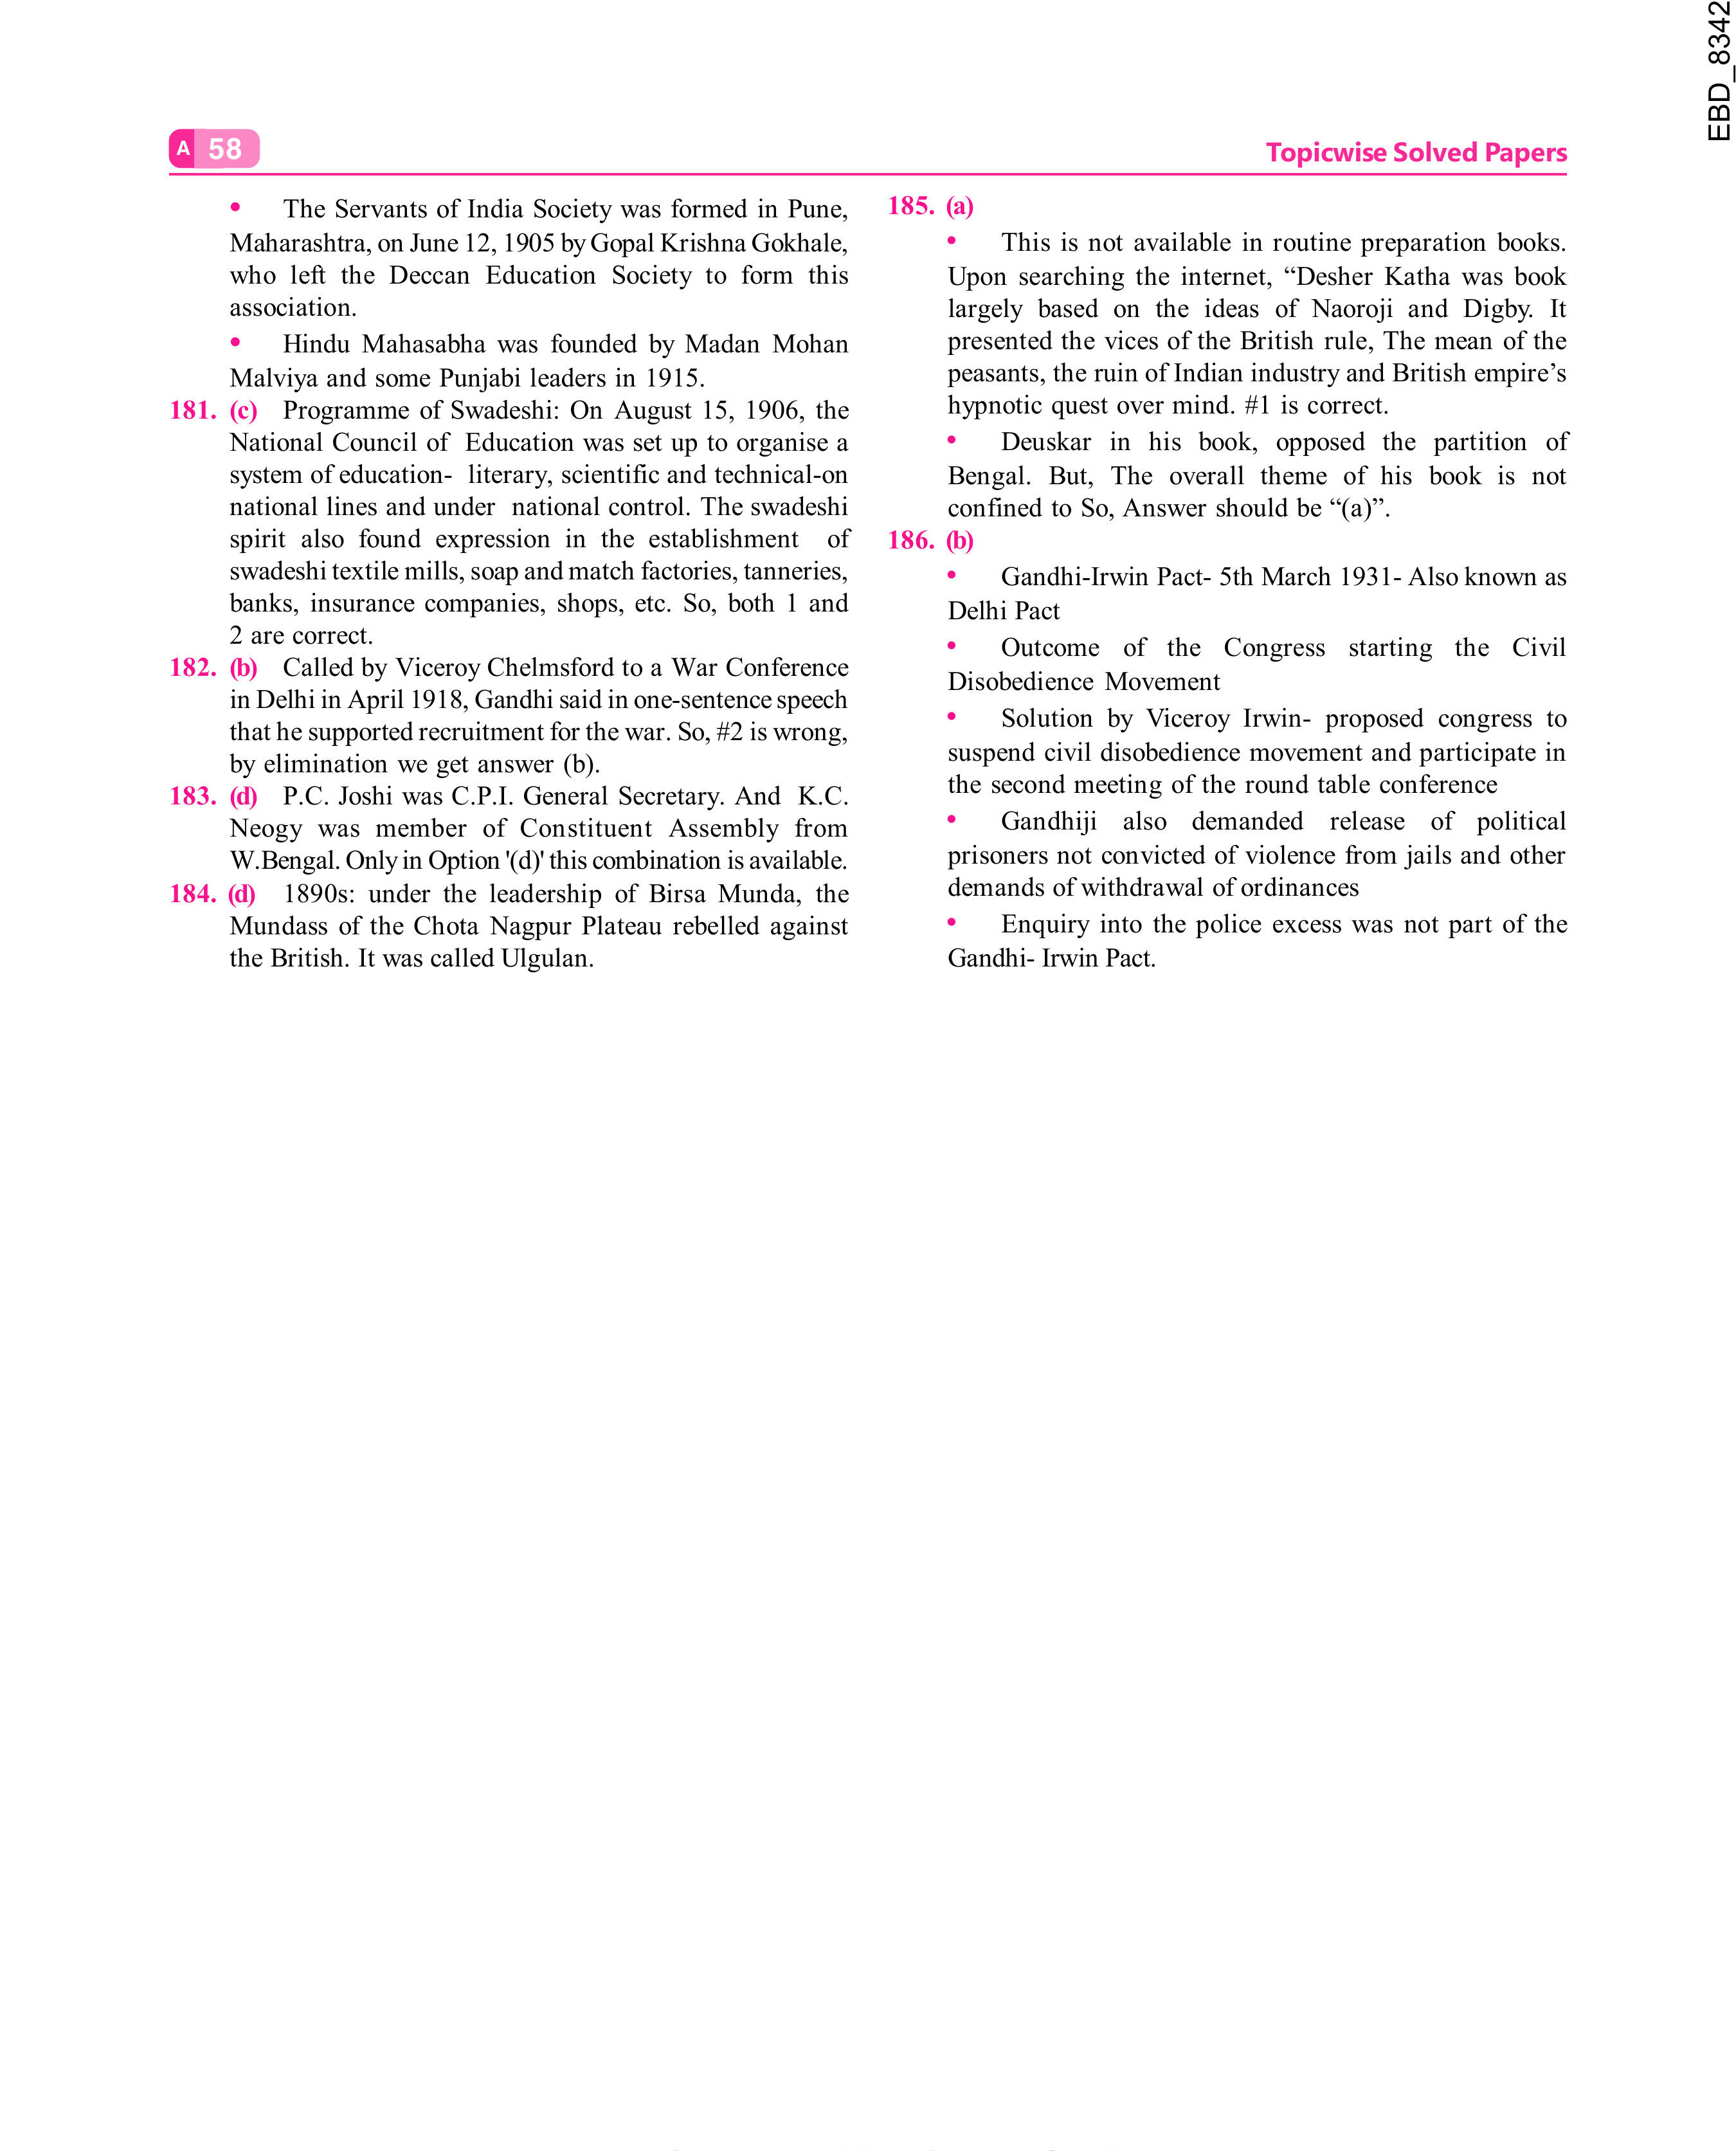 EBD_8342
A 58
Topicwise Solved Papers
• The Servants of India Society was formed in Pune,
Maharashtra, on June 12, 1905 by Gopal Krishna Gokhale,
who left the Deccan Education Society to form this
association.
• Hindu Mahasabha was founded by Madan Mohan
Malviya and some Punjabi leaders in 1915.
181. (c) Programme of Swadeshi: On August 15, 1906, the
National Council of Education was set up to organise a
system of education- literary, scientific and technical-on
national lines and under national control. The swadeshi
spirit also found expression in the establishment of
swadeshi textile mills, soap and match factories, tanneries,
banks, insurance companies, shops, etc. So, both 1 and
2 are correct.
182. (b) Called by Viceroy Chelmsford to a War Conference
in Delhi in April 1918, Gandhi said in one-sentence speech
that he supported recruitment for the war. So, #2 is wrong,
by elimination we get answer (b).
183. (d) P.C. Joshi was C.P.I. General Secretary. And K.C.
Neogy was member of Constituent Assembly from
W.Bengal. Only in Option '(d)' this combination is available.
184. (d) 1890s: under the leadership of Birsa Munda, the
Mundass of the Chota Nagpur Plateau rebelled against
the British. It was called Ulgulan.
185. (a)
• This is not available in routine preparation books.
Upon searching the internet, “Desher Katha was book
largely based on the ideas of Naoroji and Digby. It
presented the vices of the British rule, The mean of the
peasants, the ruin of Indian industry and British empire’s
hypnotic quest over mind. #1 is correct.
• Deuskar in his book, opposed the partition of
Bengal. But, The overall theme of his book is not
confined to So, Answer should be “(a)”.
186. (b)
• Gandhi-Irwin Pact- 5th March 1931- Also known as
Delhi Pact
• Outcome of the Congress starting the Civil
Disobedience Movement
• Solution by Viceroy Irwin- proposed congress to
suspend civil disobedience movement and participate in
the second meeting of the round table conference
• Gandhiji also demanded release of political
prisoners not convicted of violence from jails and other
demands of withdrawal of ordinances
• Enquiry into the police excess was not part of the
Gandhi- Irwin Pact.